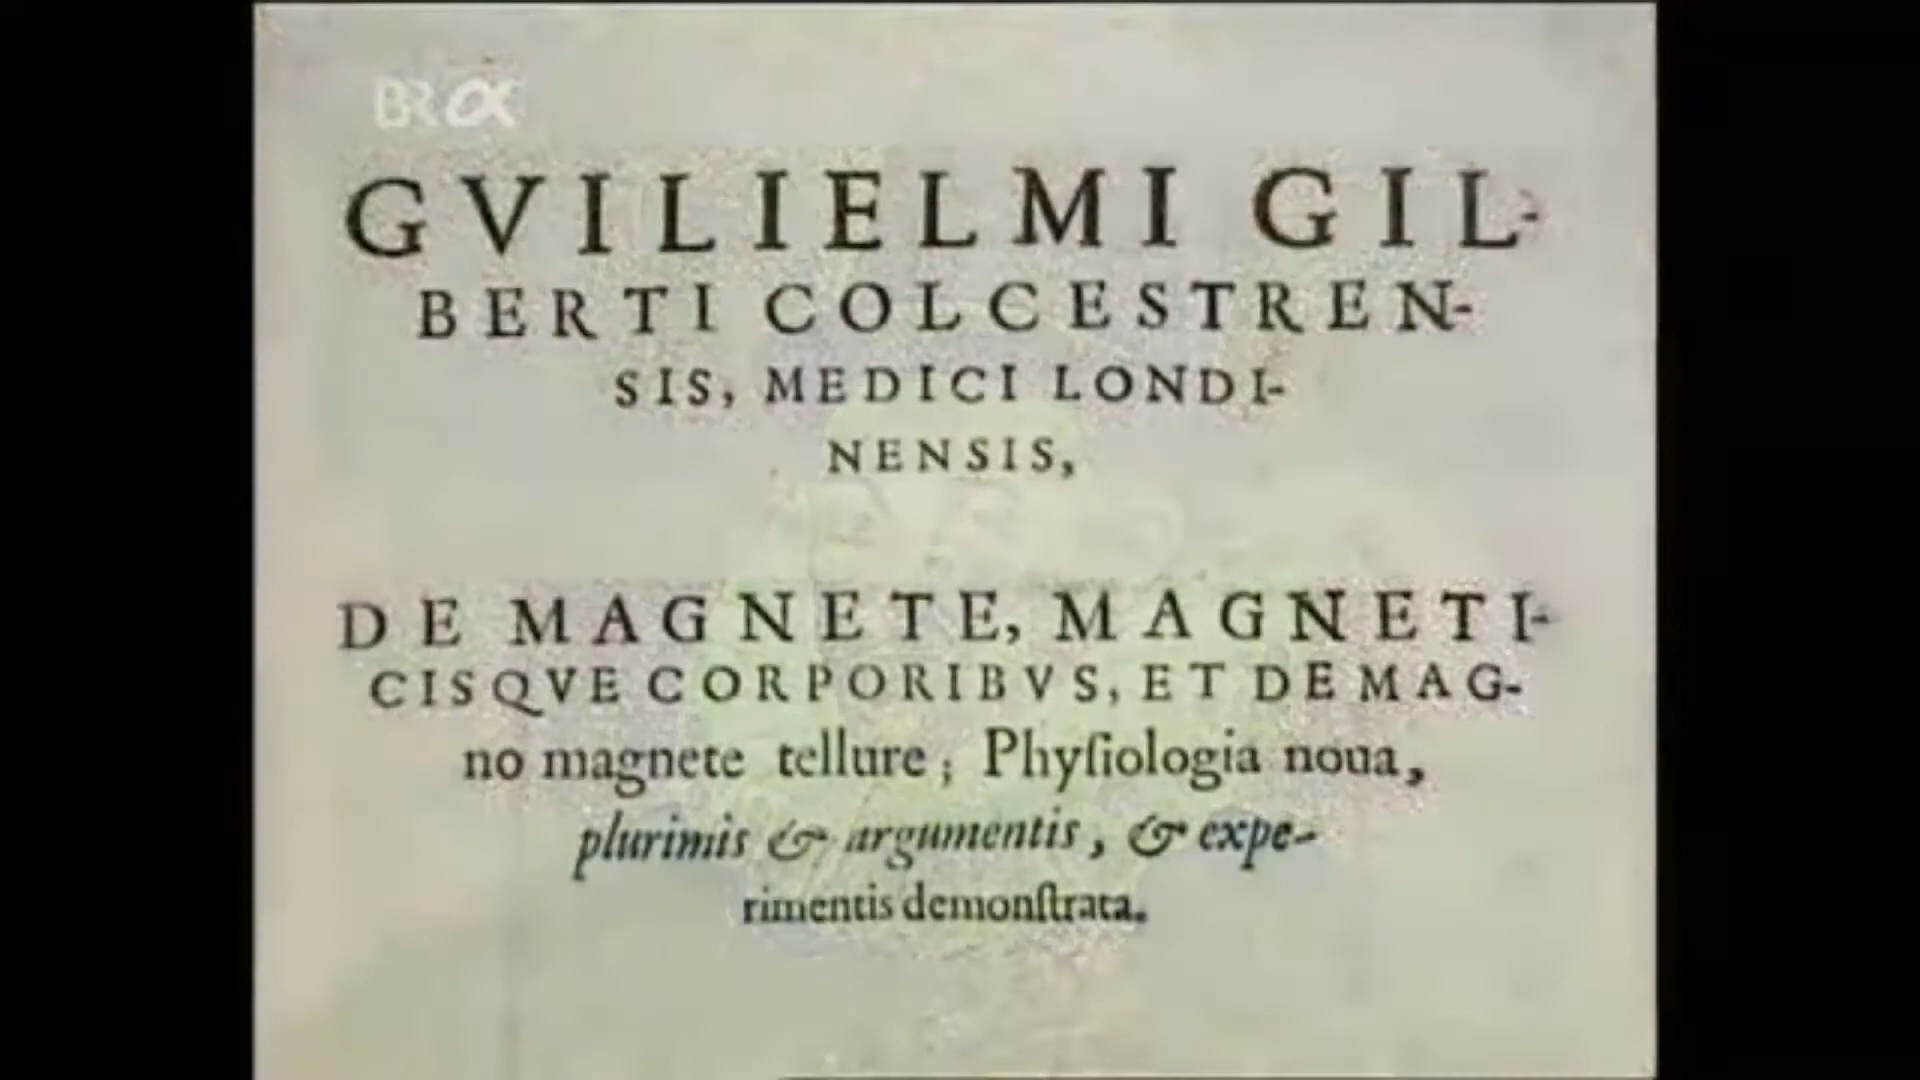 BRα
GVILIELMI GIL-
BERTI COLCESTREN-
SIS, MEDICI LONDI-
NENSIS,
DE MAGNETE, MAGNETI-
CISQVE CORPORIBVS, ET DE MAG-
no magnete tellure; Phyſiologia noua,
plurimis & argumentis, & expe-
rimentis demonſtrata.